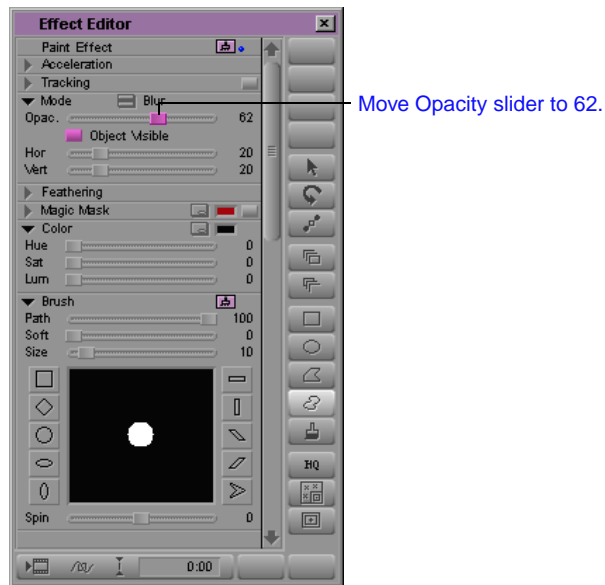 Effect Editor
Paint Effect
Acceleration
Tracking
Mode Blur
Opac. 62
Object Visible
Hor 20
Vert 20
Feathering
Magic Mask
Color
Hue 0
Sat 0
Lum 0
Brush
Path 100
Soft 0
Size 10
Spin 0
HQ
0:00
Move Opacity slider to 62.